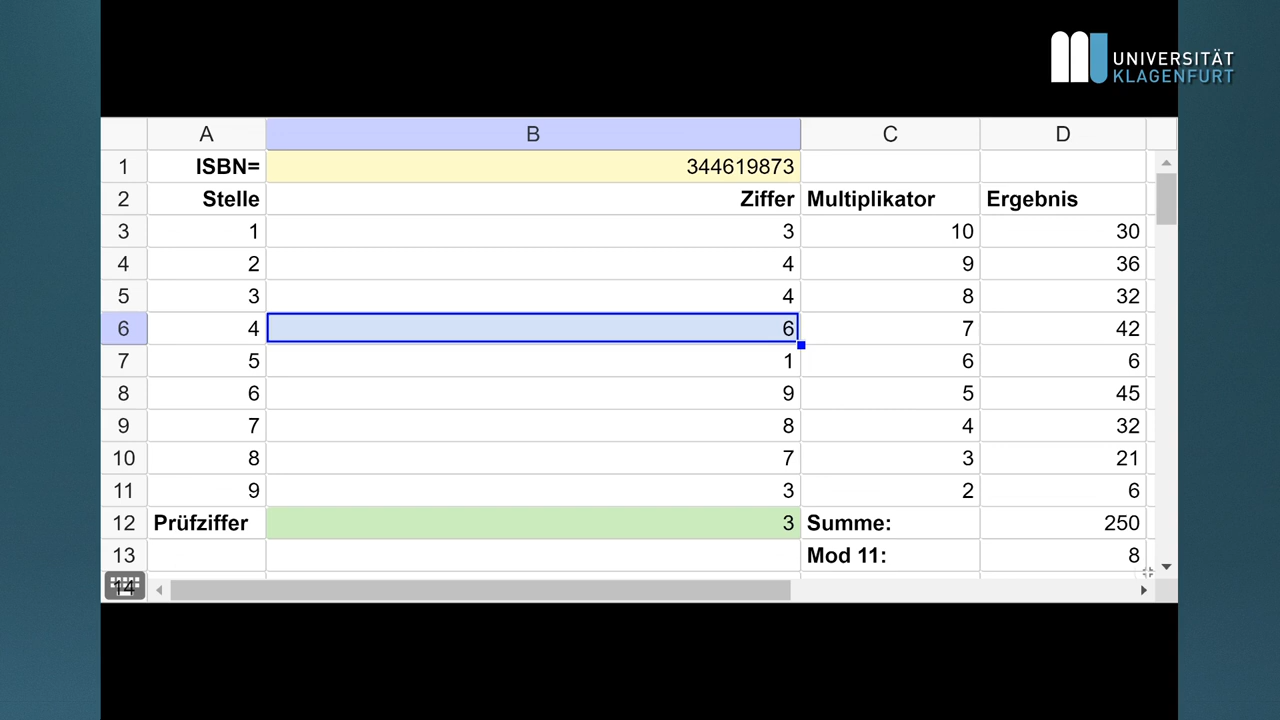 UNIVERSITÄT
KLAGENFURT
A B C D
1 ISBN= 344619873
2 Stelle Ziffer Multiplikator Ergebnis
3 1 3 10 30
4 2 4 9 36
5 3 4 8 32
6 4 6 7 42
7 5 1 6 6
8 6 9 5 45
9 7 8 4 32
10 8 7 3 21
11 9 3 2 6
12 Prüfziffer 3 Summe: 250
13 Mod 11: 8
14